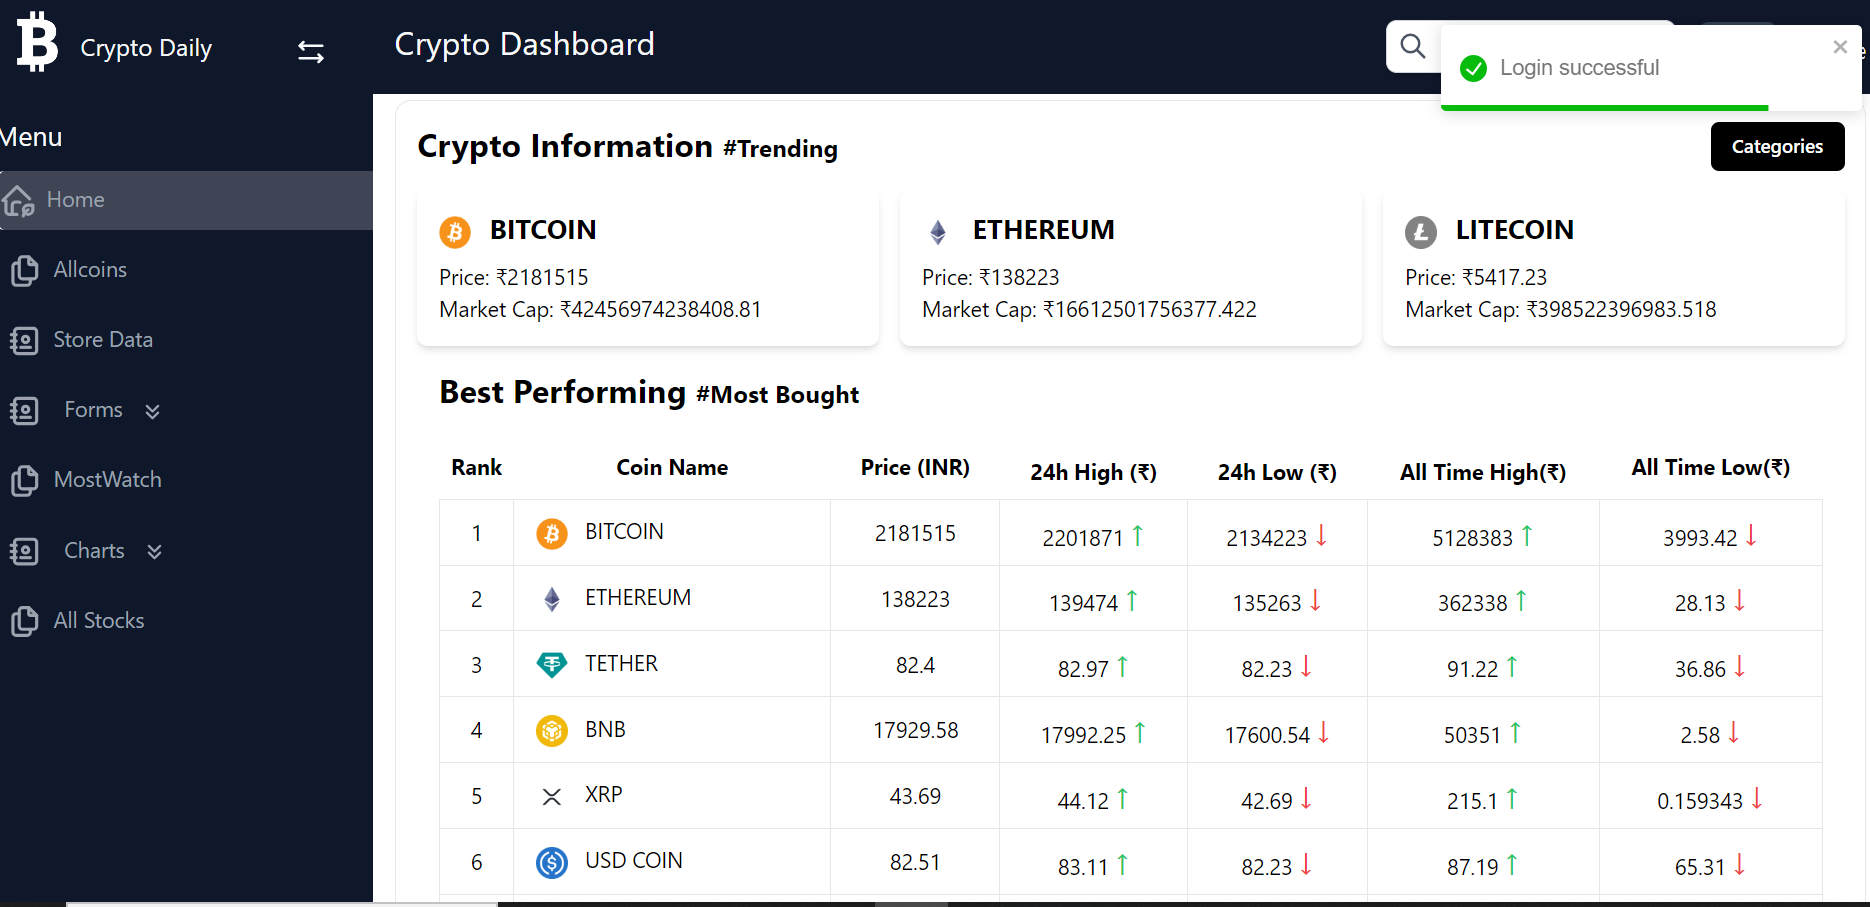 Crypto Daily
Crypto Dashboard
Login successful
Menu
Home
Allcoins
Store Data
Forms
MostWatch
Charts
All Stocks
Crypto Information #Trending
Categories
BITCOIN
Price: ₹2181515
Market Cap: ₹42456974238408.81
ETHEREUM
Price: ₹138223
Market Cap: ₹16612501756377.422
LITECOIN
Price: ₹5417.23
Market Cap: ₹398522396983.518
Best Performing #Most Bought
Rank Coin Name Price (INR) 24h High (₹) 24h Low (₹) All Time High(₹) All Time Low(₹)
1 BITCOIN 2181515 2201871 ↑ 2134223 ↓ 5128383 ↑ 3993.42 ↓
2 ETHEREUM 138223 139474 ↑ 135263 ↓ 362338 ↑ 28.13 ↓
3 TETHER 82.4 82.97 ↑ 82.23 ↓ 91.22 ↑ 36.86 ↓
4 BNB 17929.58 17992.25 ↑ 17600.54 ↓ 50351 ↑ 2.58 ↓
5 XRP 43.69 44.12 ↑ 42.69 ↓ 215.1 ↑ 0.159343 ↓
6 USD COIN 82.51 83.11 ↑ 82.23 ↓ 87.19 ↑ 65.31 ↓